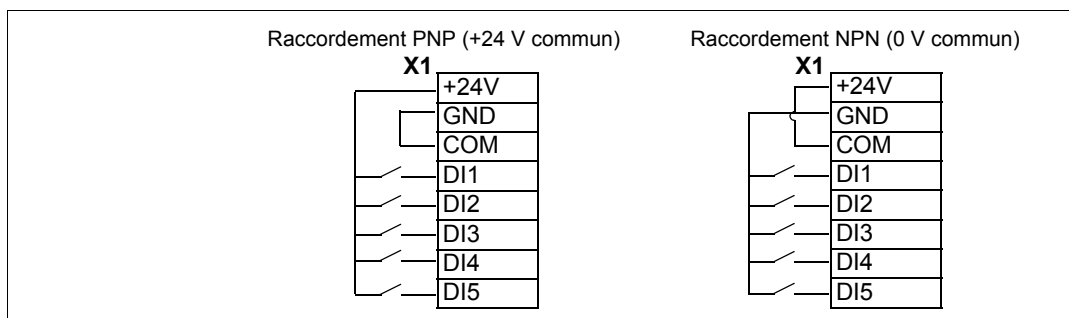 Raccordement PNP (+24 V commun)
X1
+24V
GND
COM
DI1
DI2
DI3
DI4
DI5
Raccordement NPN (0 V commun)
X1
+24V
GND
COM
DI1
DI2
DI3
DI4
DI5